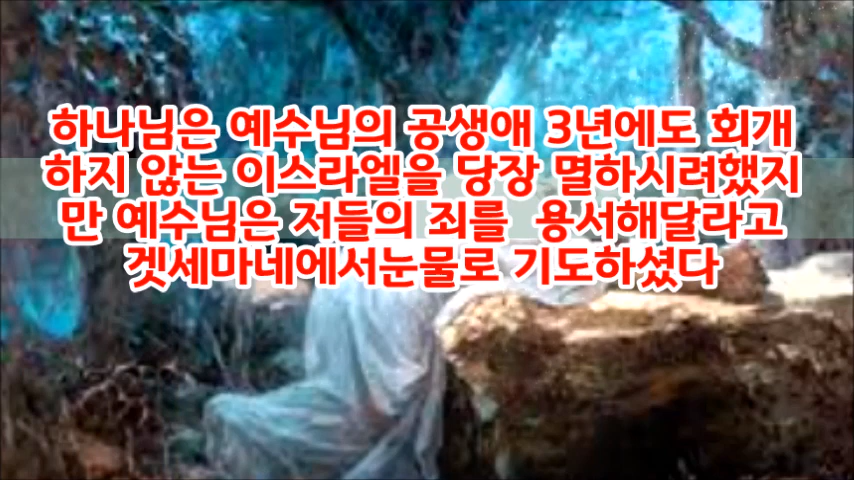 하나님은 예수님의 공생애 3년에도 회개
하지 않는 이스라엘을 당장 멸하시려했지
만 예수님은 저들의 죄를  용서해달라고
겟세마네에서눈물로 기도하셨다